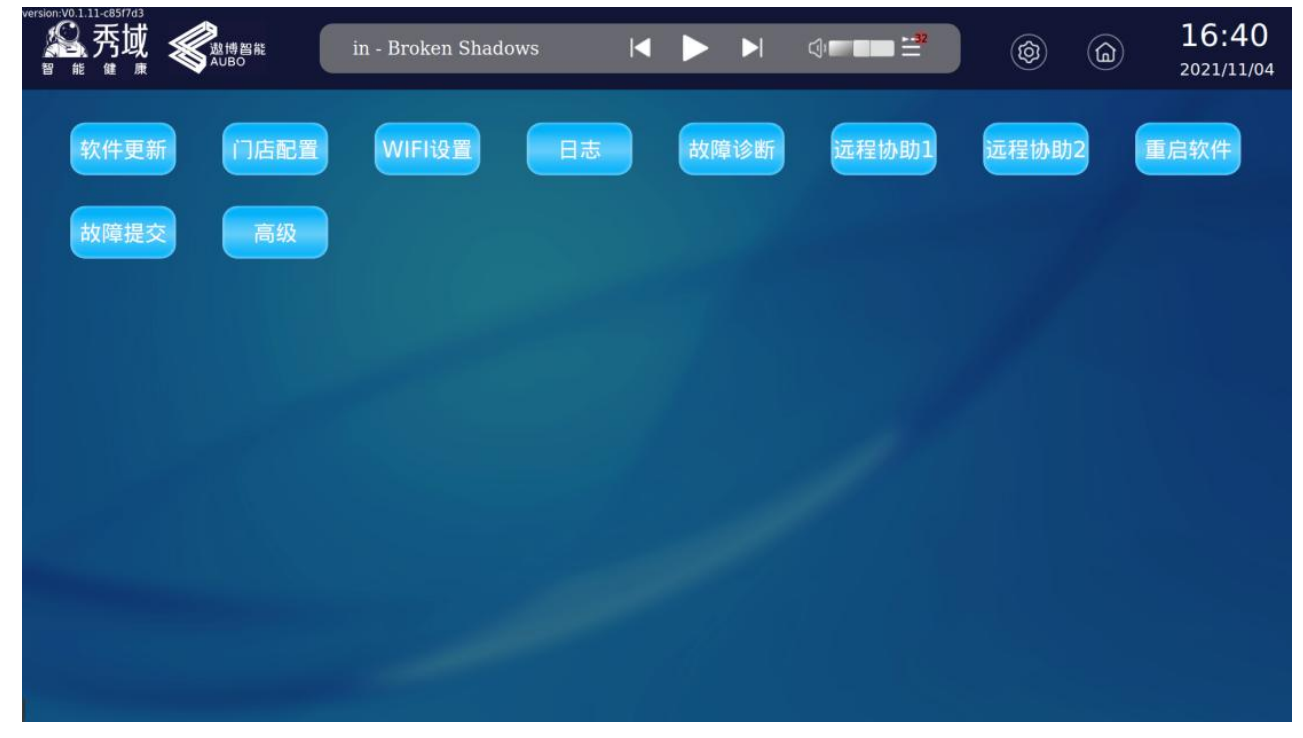 version:V0.1.11-c85f7d3
秀域
智能健康
遨博智能
AUBO
in - Broken Shadows
32
16:40
2021/11/04
软件更新 门店配置 WIFI设置 日志 故障诊断 远程协助1 远程协助2 重启软件
故障提交 高级